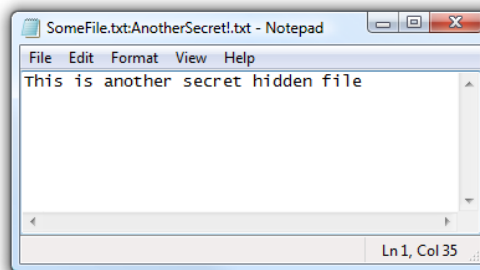 SomeFile.txt:AnotherSecret!.txt - Notepad
File Edit Format View Help
This is another secret hidden file
Ln 1, Col 35